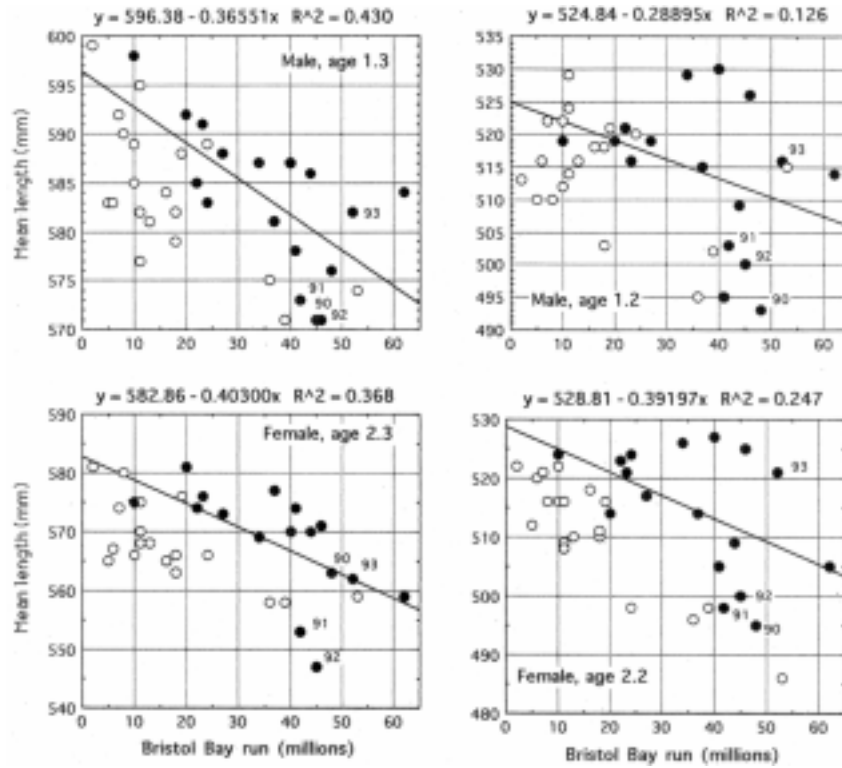 y = 596.38 - 0.36551x R^2 = 0.430
Mean length (mm)
600
595
590
585
580
575
570
Male, age 1.3
93
91
90
92
0 10 20 30 40 50 60
y = 524.84 - 0.28895x R^2 = 0.126
535
530
525
520
515
510
505
500
495
490
93
91
92
90
Male, age 1.2
0 10 20 30 40 50 60
y = 582.86 - 0.40300x R^2 = 0.368
Mean length (mm)
590
580
570
560
550
540
Female, age 2.3
90
93
91
92
0 10 20 30 40 50 60
Bristol Bay run (millions)
y = 528.81 - 0.39197x R^2 = 0.247
530
520
510
500
490
480
93
92
91
90
Female, age 2.2
0 10 20 30 40 50 60
Bristol Bay run (millions)